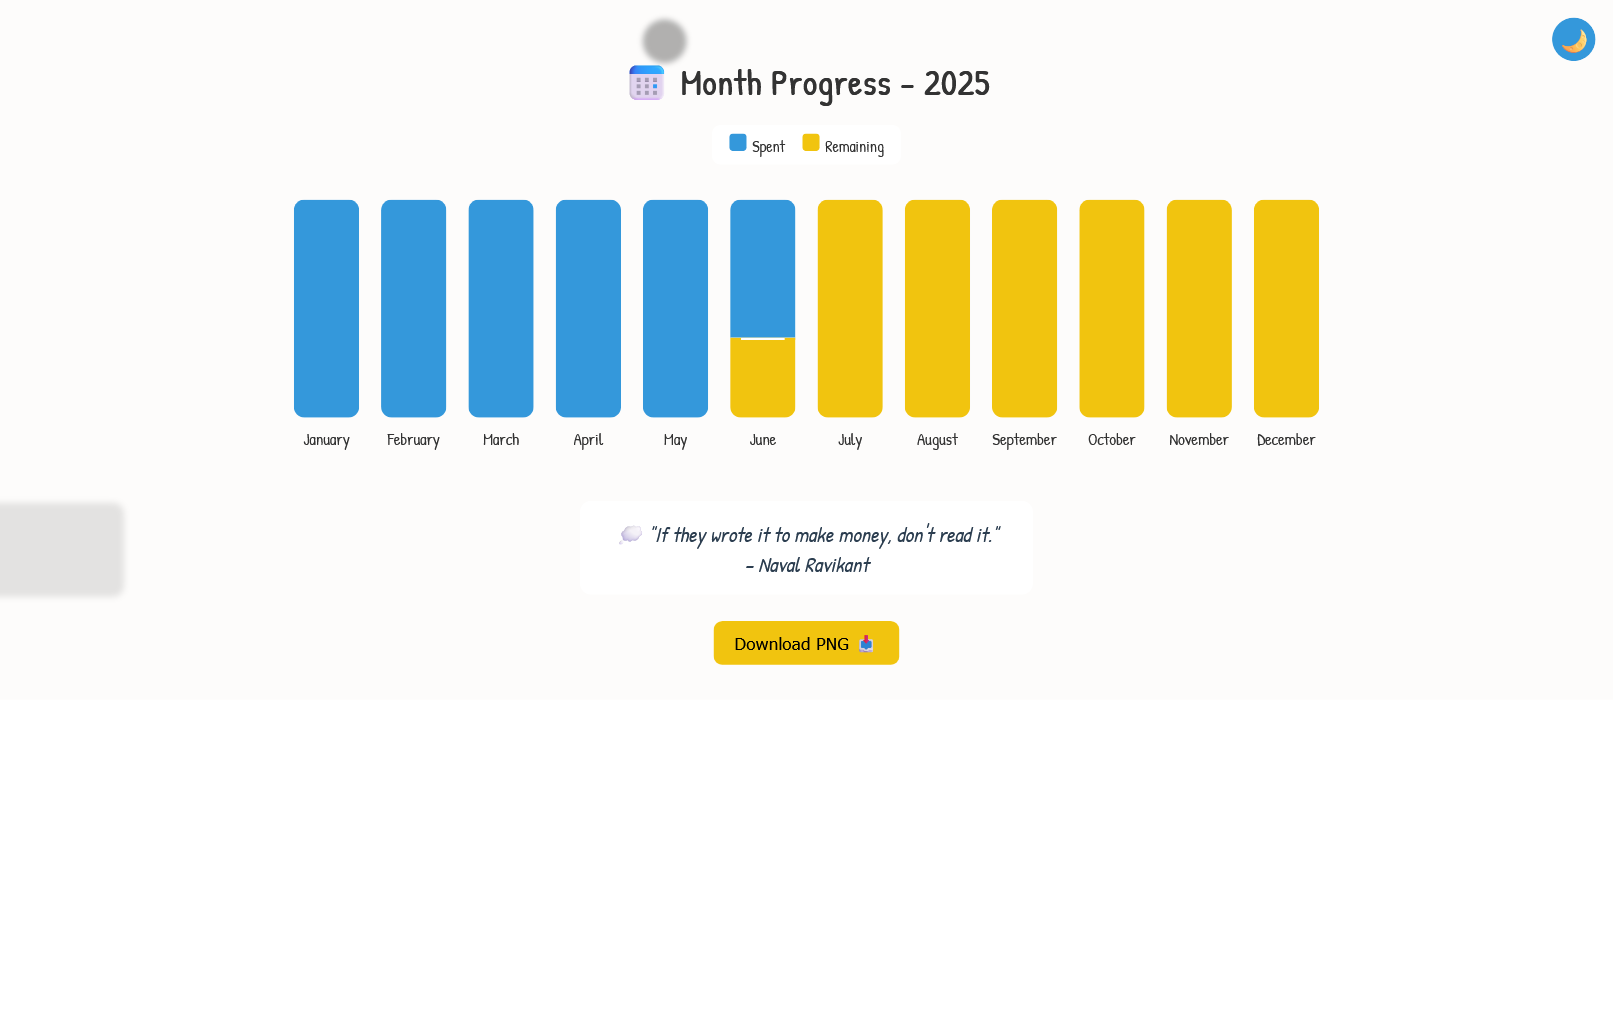 Month Progress - 2025
Spent Remaining
January February March April May June July August September October November December
"If they wrote it to make money, don't read it."
- Naval Ravikant
Download PNG